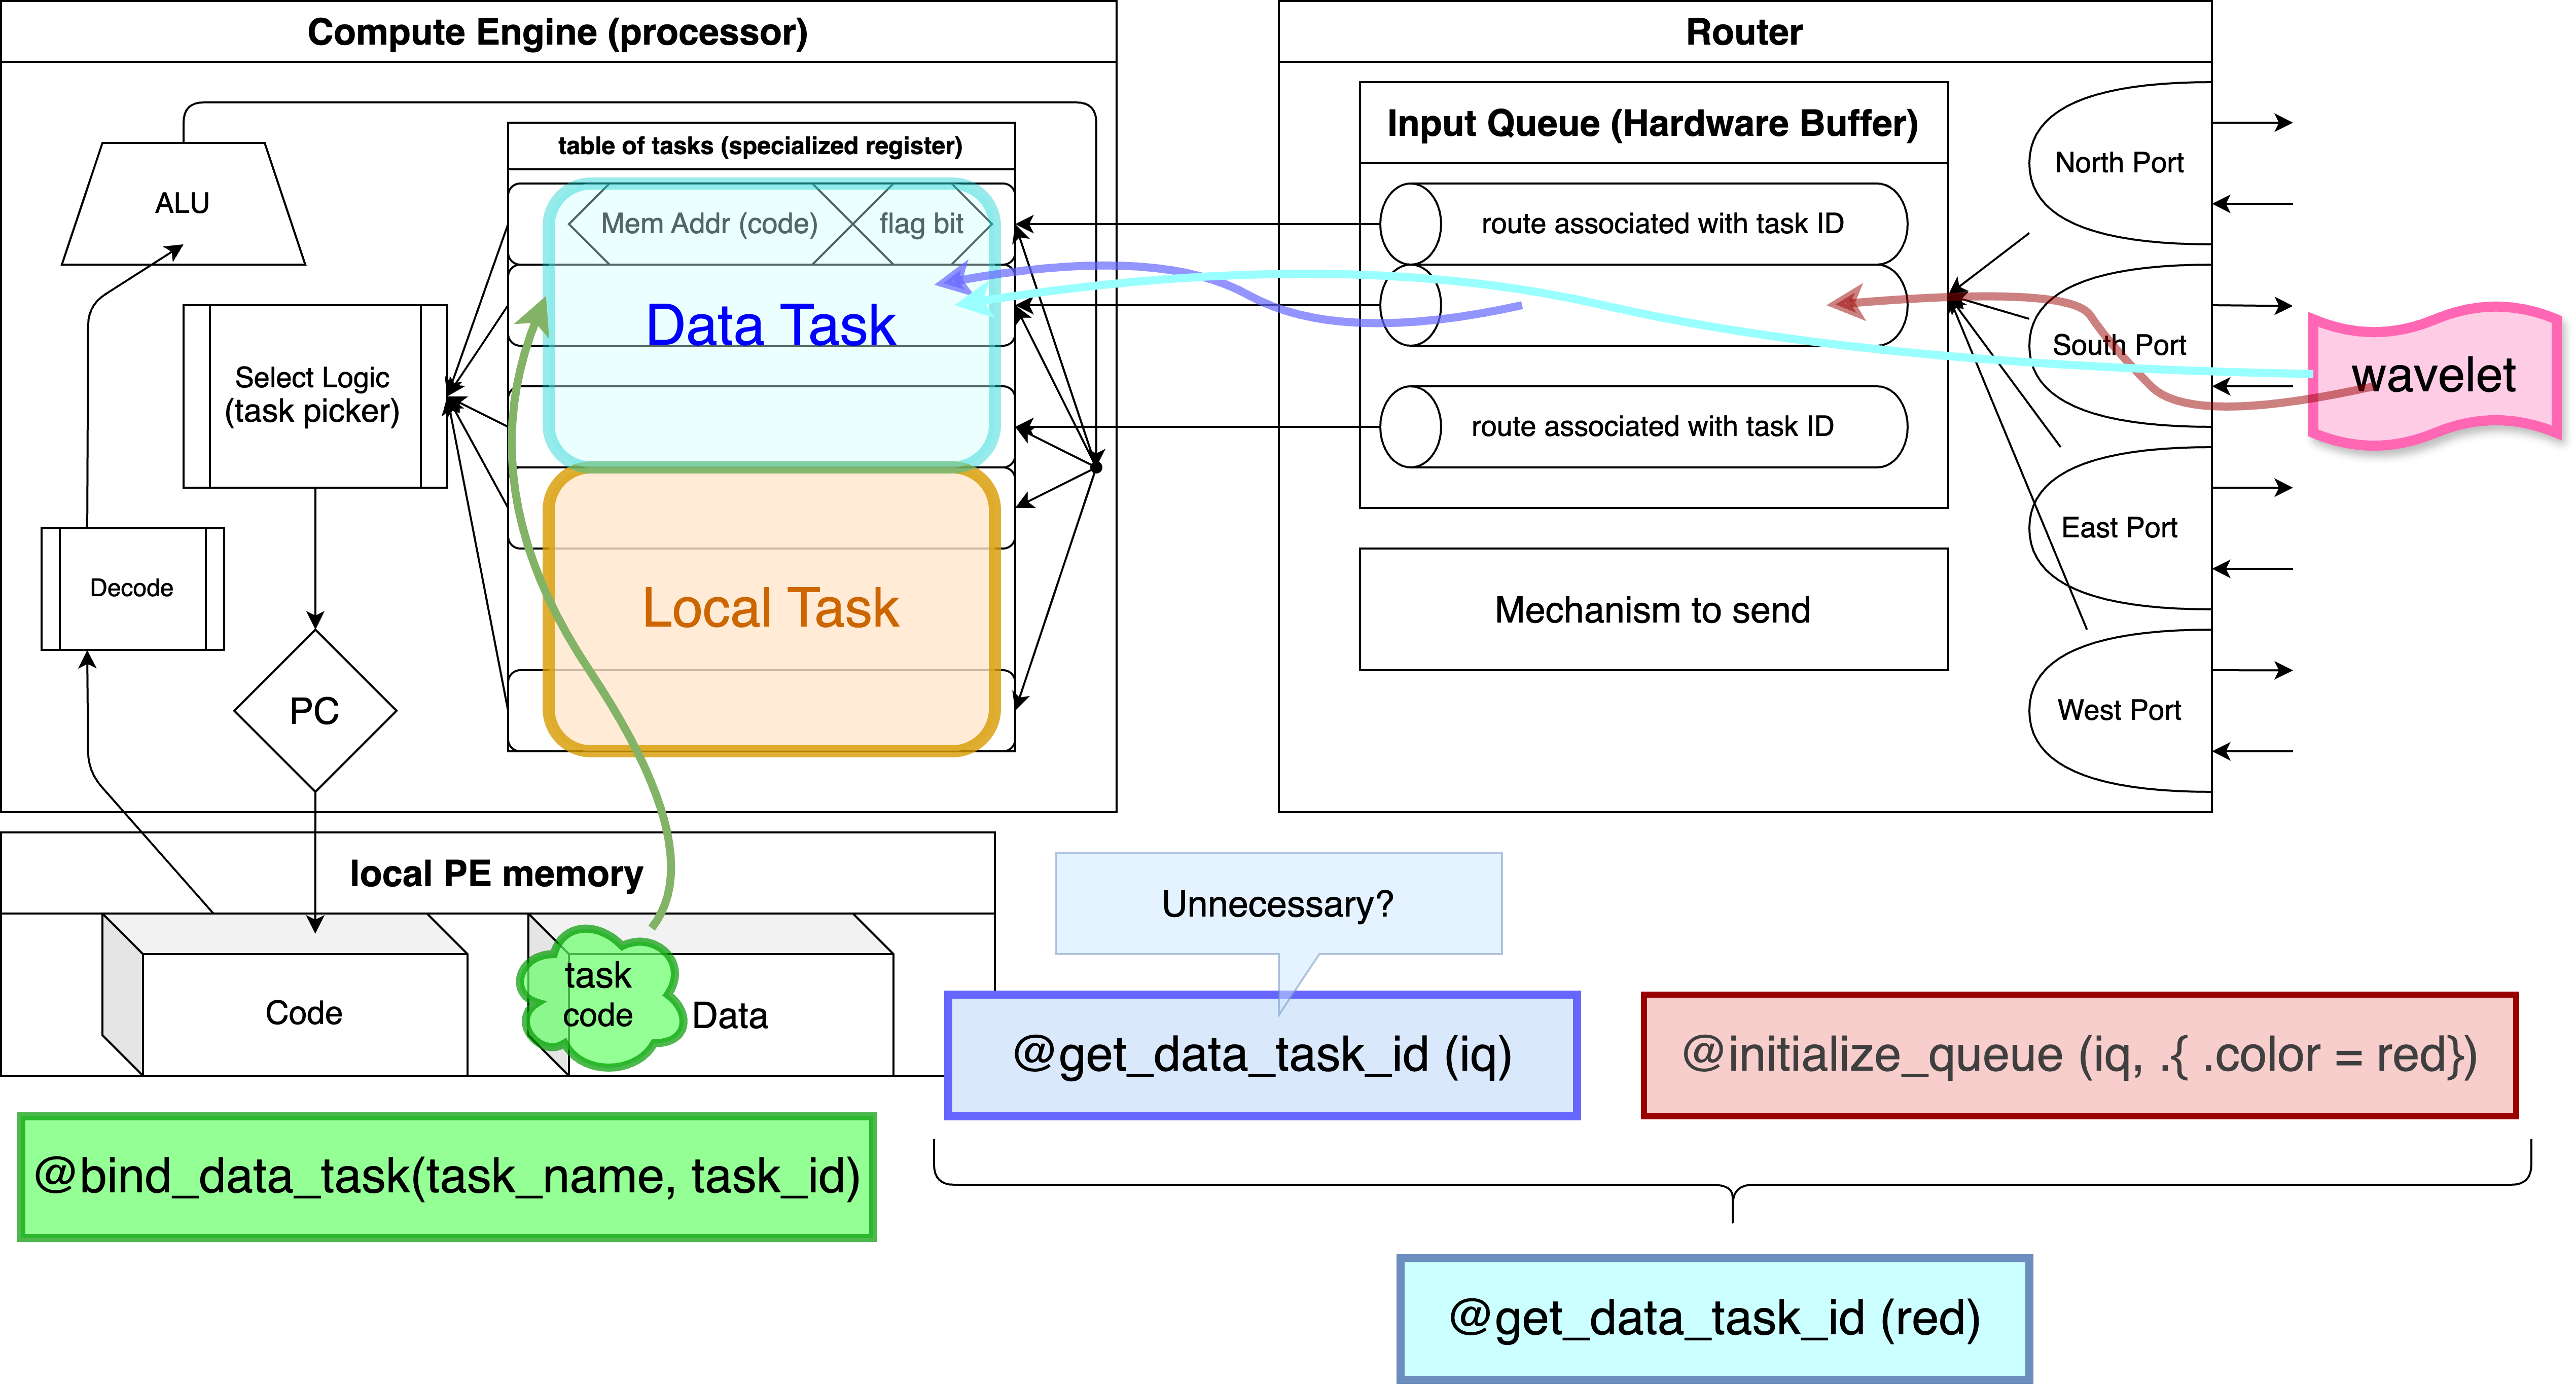 Compute Engine (processor)
Router
ALU
table of tasks (specialized register)
Mem Addr (code)
flag bit
Data Task
Local Task
Select Logic
(task picker)
Decode
PC
Input Queue (Hardware Buffer)
route associated with task ID
route associated with task ID
Mechanism to send
North Port
South Port
East Port
West Port
wavelet
local PE memory
Code
task
code
Data
Unnecessary?
@get_data_task_id (iq)
@initialize_queue (iq, .{ .color = red})
@bind_data_task(task_name, task_id)
@get_data_task_id (red)